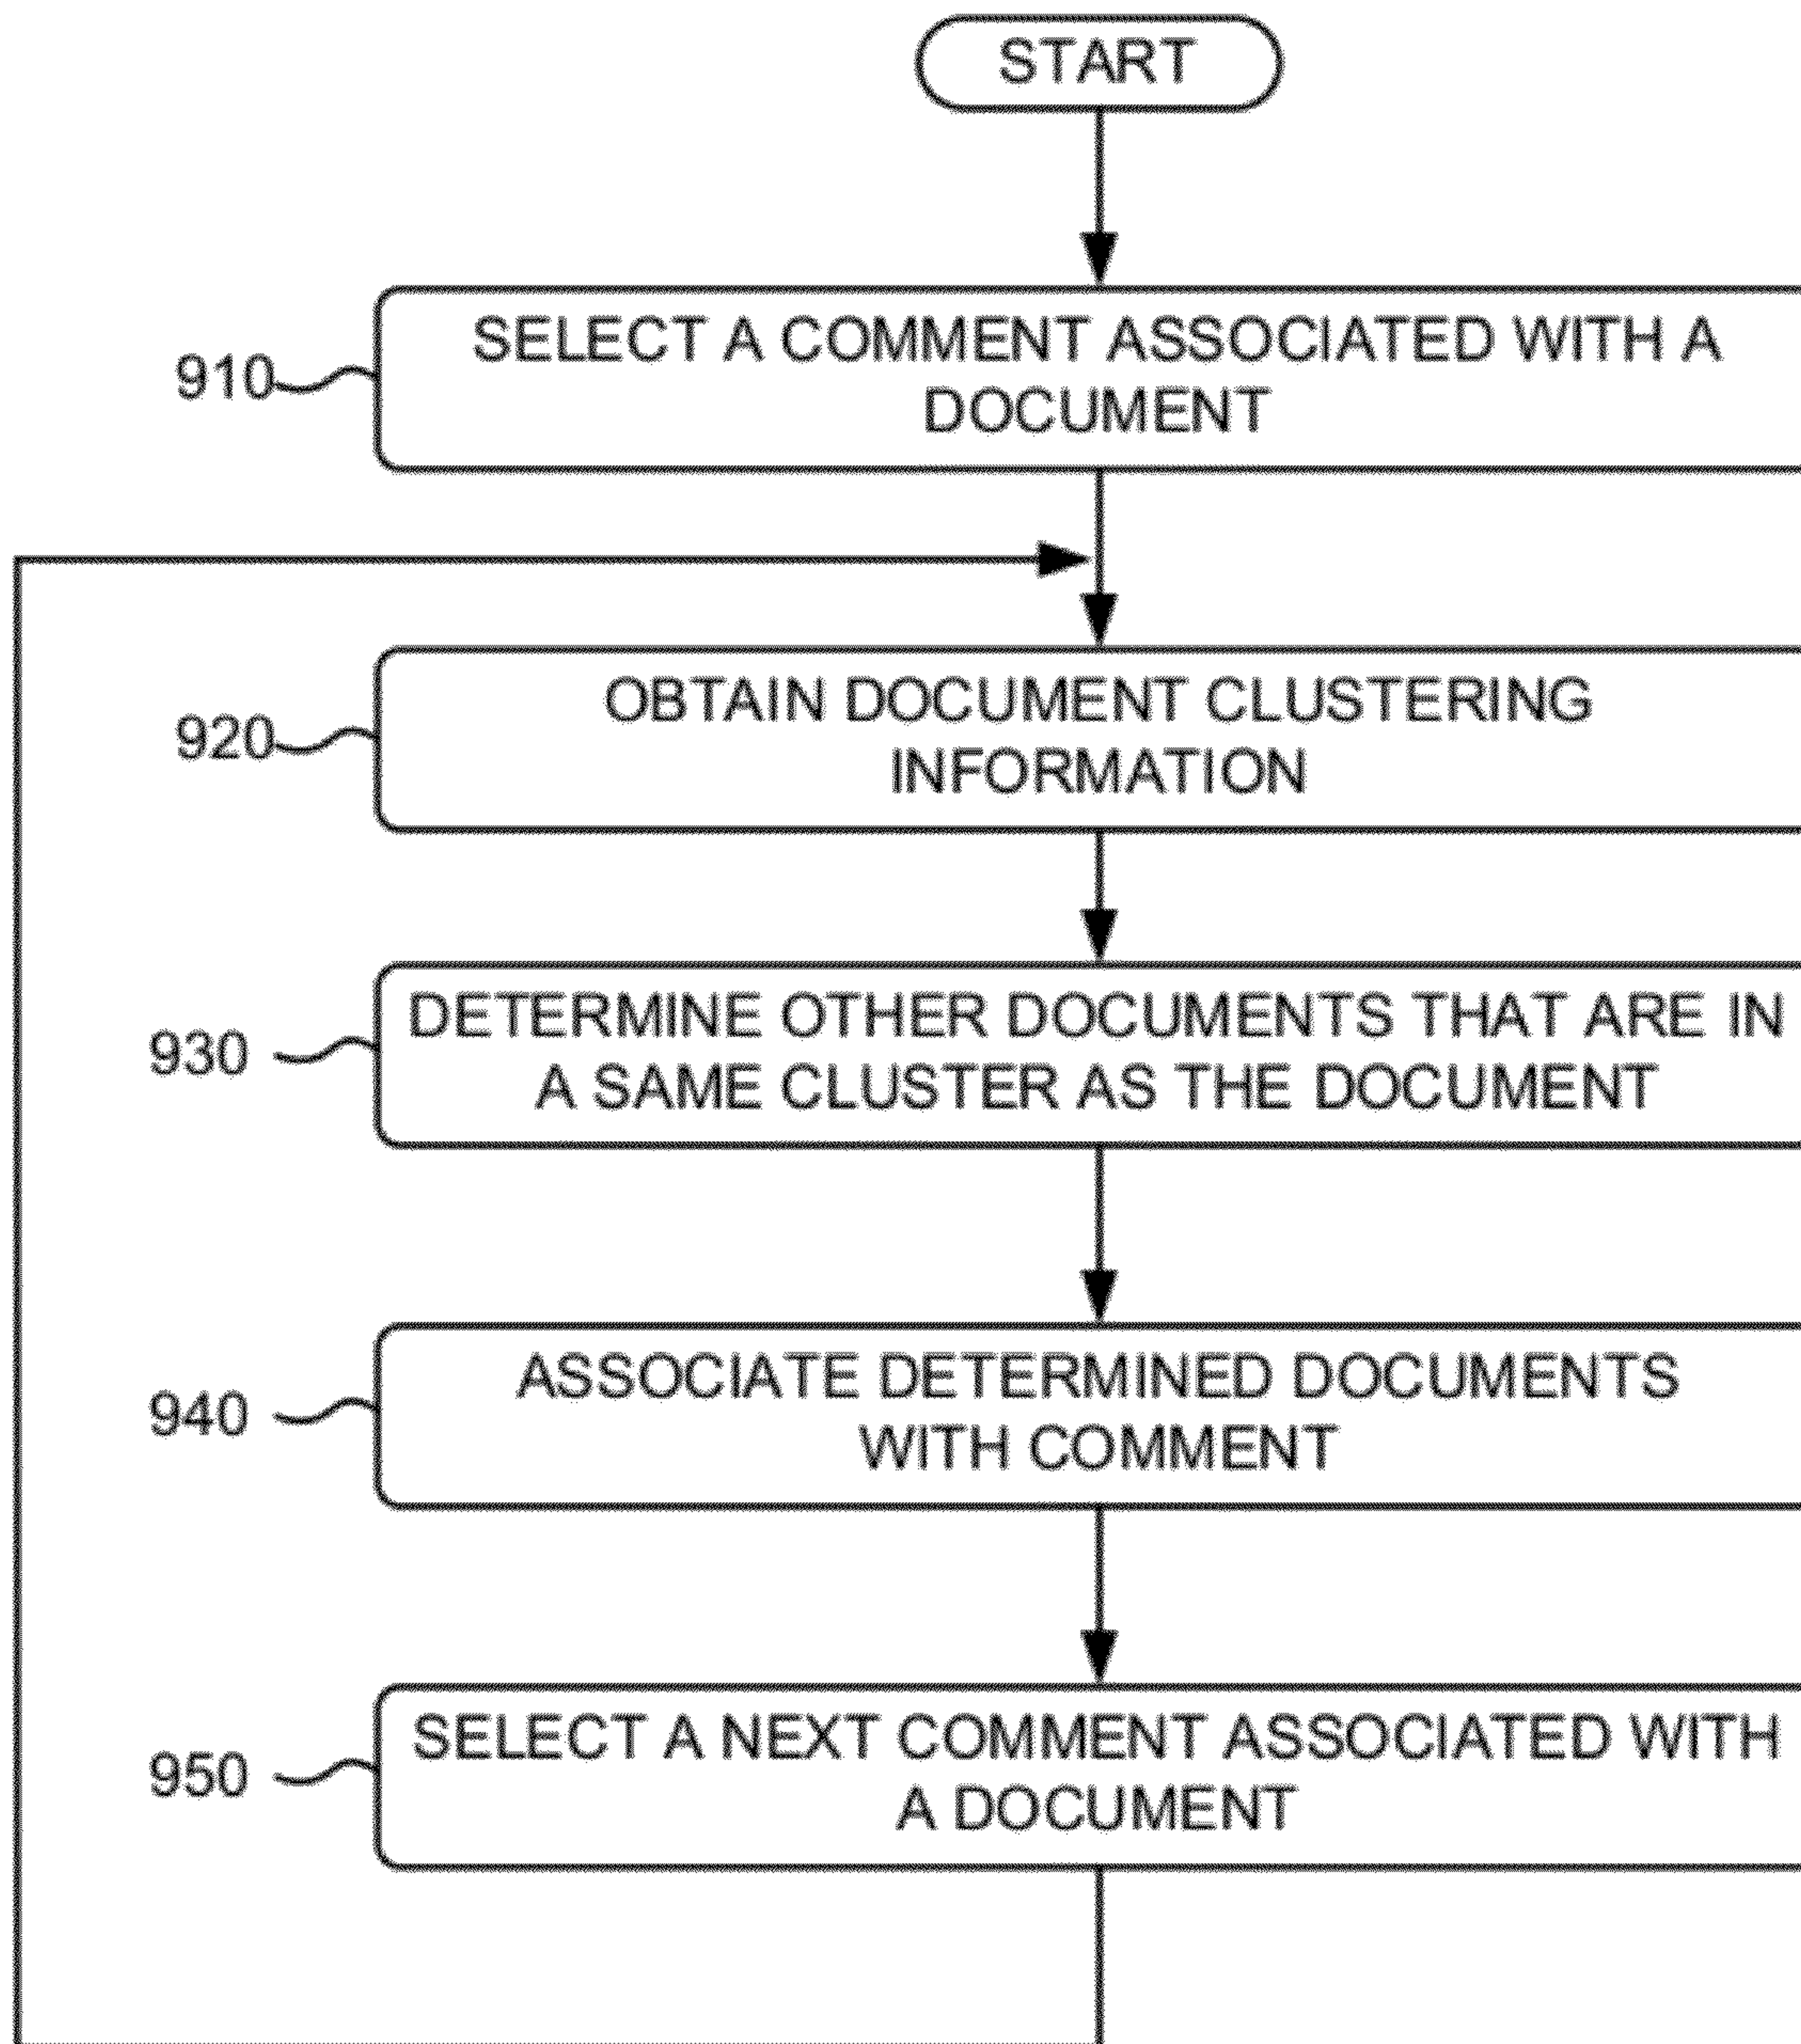 START
910
SELECT A COMMENT ASSOCIATED WITH A
DOCUMENT
920
OBTAIN DOCUMENT CLUSTERING
INFORMATION
930
DETERMINE OTHER DOCUMENTS THAT ARE IN
A SAME CLUSTER AS THE DOCUMENT
940
ASSOCIATE DETERMINED DOCUMENTS
WITH COMMENT
950
SELECT A NEXT COMMENT ASSOCIATED WITH
A DOCUMENT